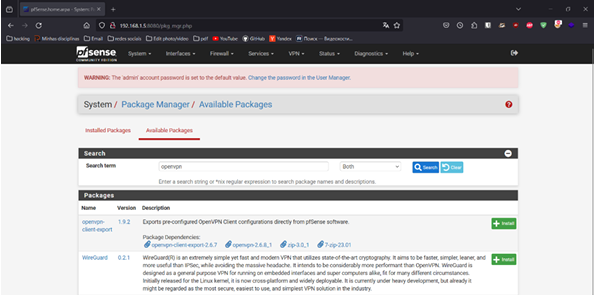 pfSense.home.arpa - System: Pa
192.168.1.5:8080/pkg_mgr.php
hacking
Minhas disciplinas
Email
redes sociais
Edit photo/video
pdf
YouTube
GitHub
Yandex
Поиск — Видеосети…
pfsense
COMMUNITY EDITION
System
Interfaces
Firewall
Services
VPN
Status
Diagnostics
Help
WARNING: The 'admin' account password is set to the default value. Change the password in the User Manager.
System / Package Manager / Available Packages
Installed Packages
Available Packages
Search
Search term
openvpn
Both
Search
Clear
Enter a search string or *nix regular expression to search package names and descriptions.
Packages
Name Version Description
openvpn-client-export 1.9.2 Exports pre-configured OpenVPN Client configurations directly from pfSense software.
Install
Package Dependencies:
openvpn-client-export-2.6.7 openvpn-2.6.8_1 zip-3.0_1 7-zip-23.01
WireGuard 0.2.1 WireGuard(R) is an extremely simple yet fast and modern VPN that utilizes state-of-the-art cryptography. It aims to be faster, simpler, leaner, and
Install
more useful than IPSec, while avoiding the massive headache. It intends to be considerably more performant than OpenVPN. WireGuard is
designed as a general purpose VPN for running on embedded interfaces and super computers alike, fit for many different circumstances.
Initially released for the Linux kernel, it is now cross-platform and widely deployable. It is currently under heavy development, but already it
might be regarded as the most secure, easiest to use, and simplest VPN solution in the industry.